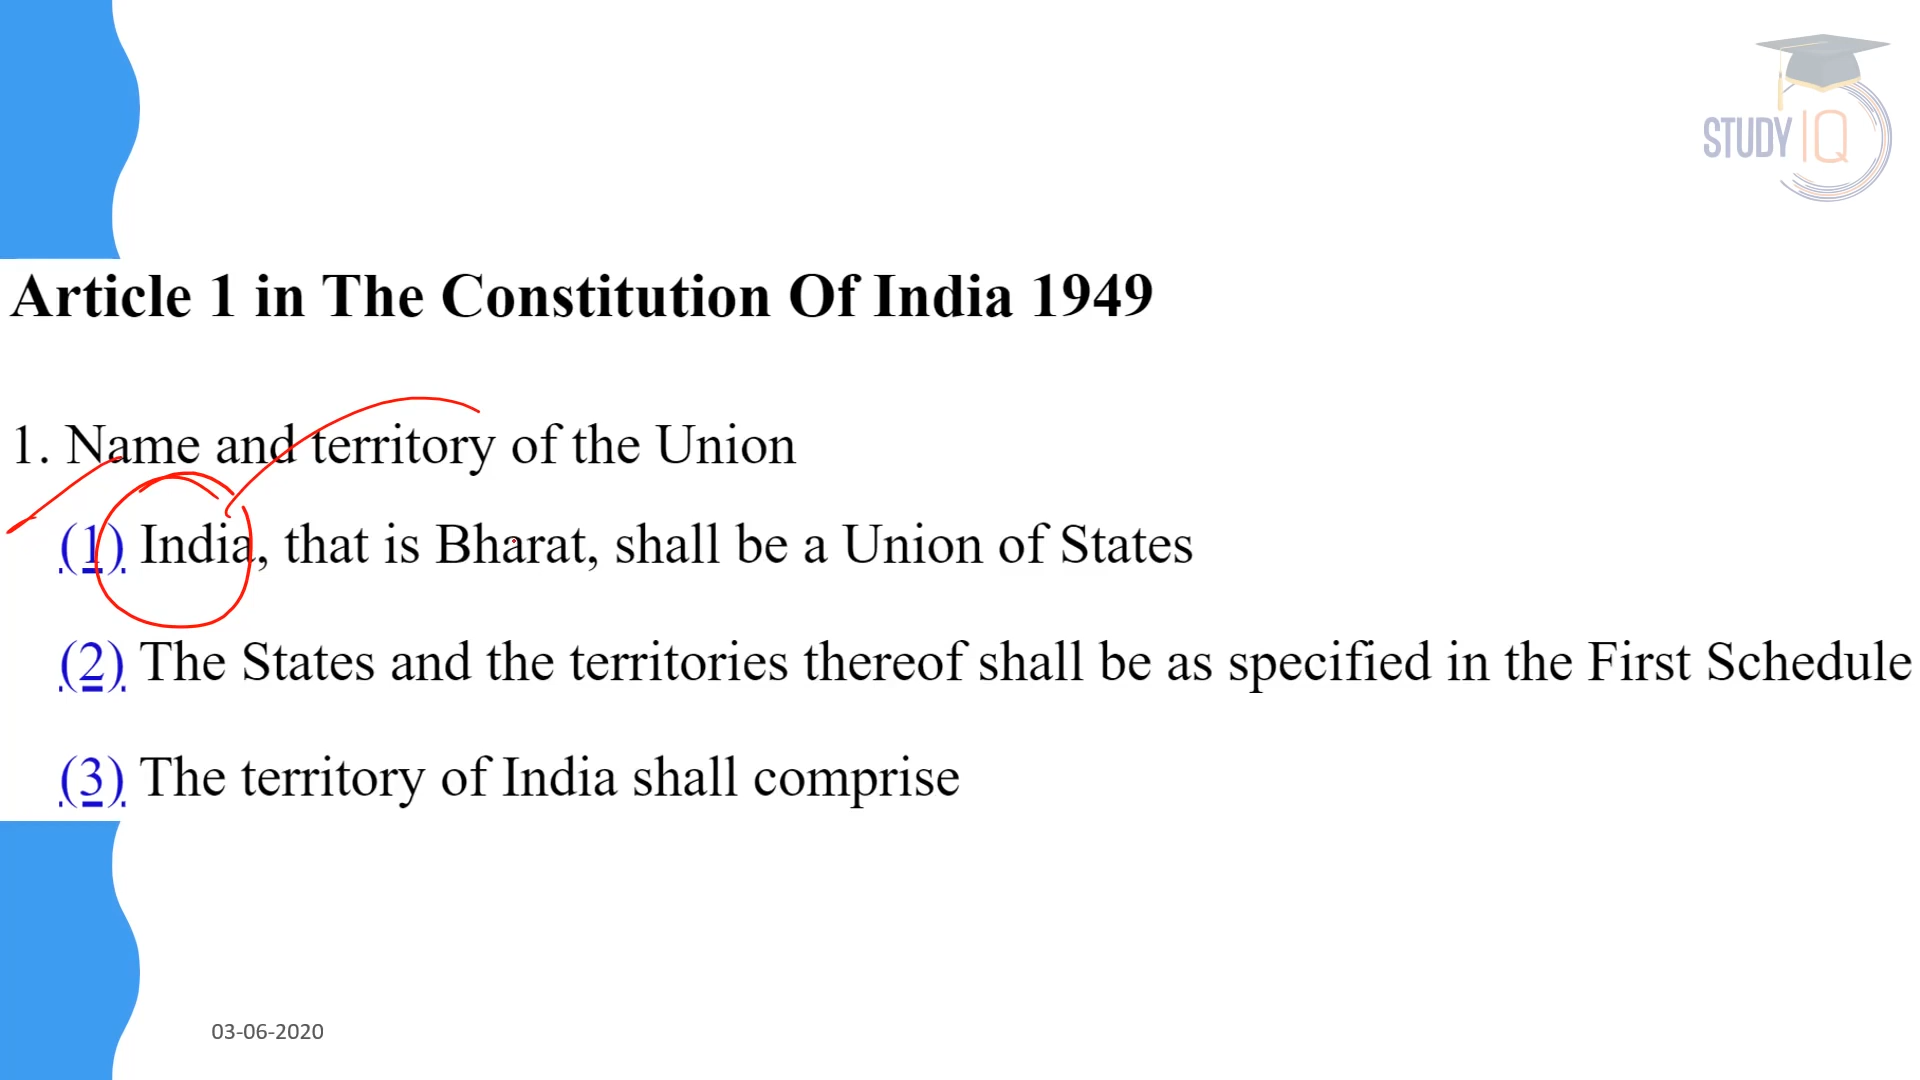 STUDY IQ
Article 1 in The Constitution Of India 1949
1. Name and territory of the Union
(1) India, that is Bharat, shall be a Union of States
(2) The States and the territories thereof shall be as specified in the First Schedule
(3) The territory of India shall comprise
03-06-2020